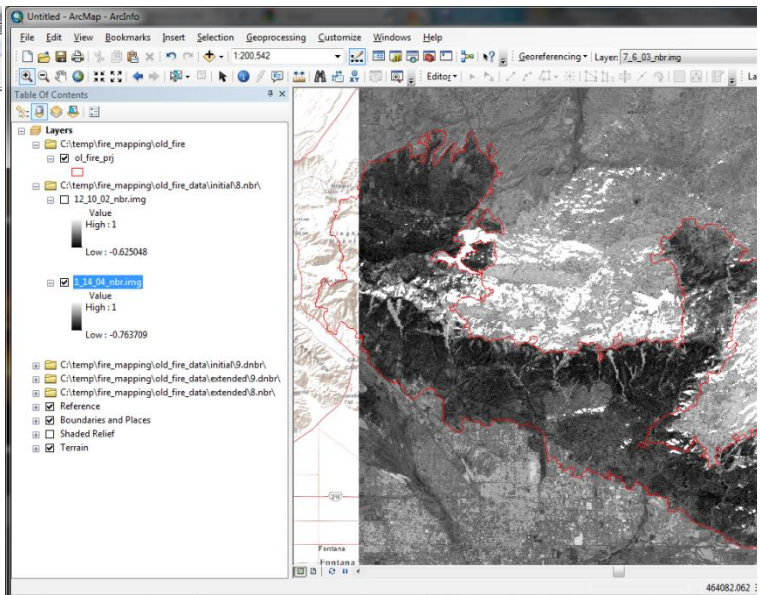 Untitled - ArcMap - ArcInfo
File Edit View Bookmarks Insert Selection Geoprocessing Customize Windows Help
1:200,542
Georeferencing Layer: 7_6_03_nbr.img
Editor
Table Of Contents
Layers
C:\temp\fire_mapping\old_fire
ol_fire_prj
C:\temp\fire_mapping\old_fire_data\initial\8.nbr\
12_10_02_nbr.img
Value
High : 1
Low : -0.625048
1_14_04_nbr.img
Value
High : 1
Low : -0.763709
C:\temp\fire_mapping\old_fire_data\initial\9.dnbr\
C:\temp\fire_mapping\old_fire_data\extended\9.dnbr\
C:\temp\fire_mapping\old_fire_data\extended\8.nbr\
Reference
Boundaries and Places
Shaded Relief
Terrain
Fontana
Fontana
464082.062